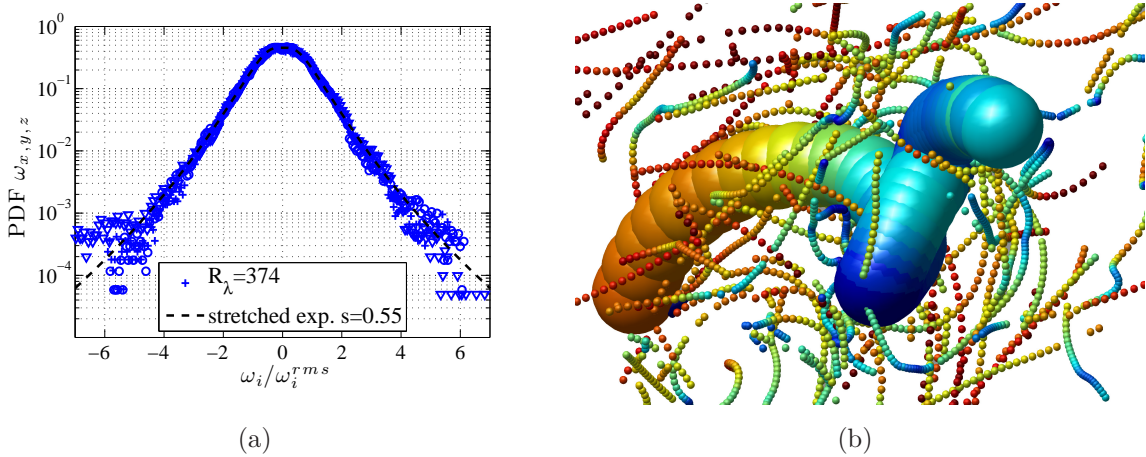 10^0
10^{-1}
10^{-2}
10^{-3}
10^{-4}
PDF ω_{x,y,z}
R_λ=374
stretched exp. s=0.55
−6 −4 −2 0 2 4 6
ω_i/ω_i^{rms}
(a) (b)